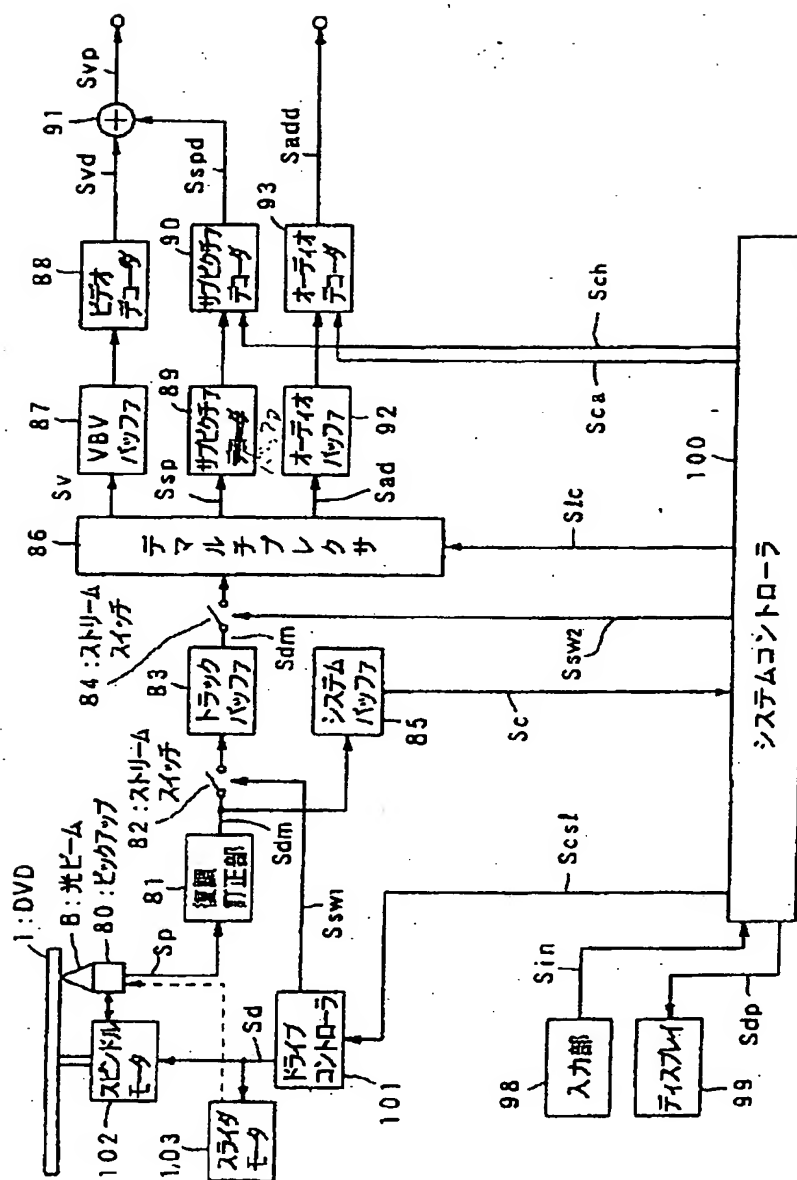 1:DVD
B:光ビーム
80:ピックアップ
スピンドル
モータ
102
スライダ
モータ
103
Sp
Sd
ドライブ
コントローラ
101
復調
訂正部
81
Sdm
82:ストリーム
スイッチ
Ssw1
トラック
バッファ
83
84:ストリーム
スイッチ
Sdm
システム
バッファ
85
デマルチプレクサ
86
Sv
Ssp
Sad
VBV
バッファ
87
サブピクチャ
バッファ
89
オーディオ
バッファ
92
ビデオ
デコーダ
88
サブピクチャ
デコーダ
90
オーディオ
デコーダ
93
Svd
Sspd
Sadd
91
Svp
Scsl
Sc
Ssw2
Slc
Sca
Sch
Sin
入力部
98
Sdp
ディスプレイ
99
システムコントローラ
100